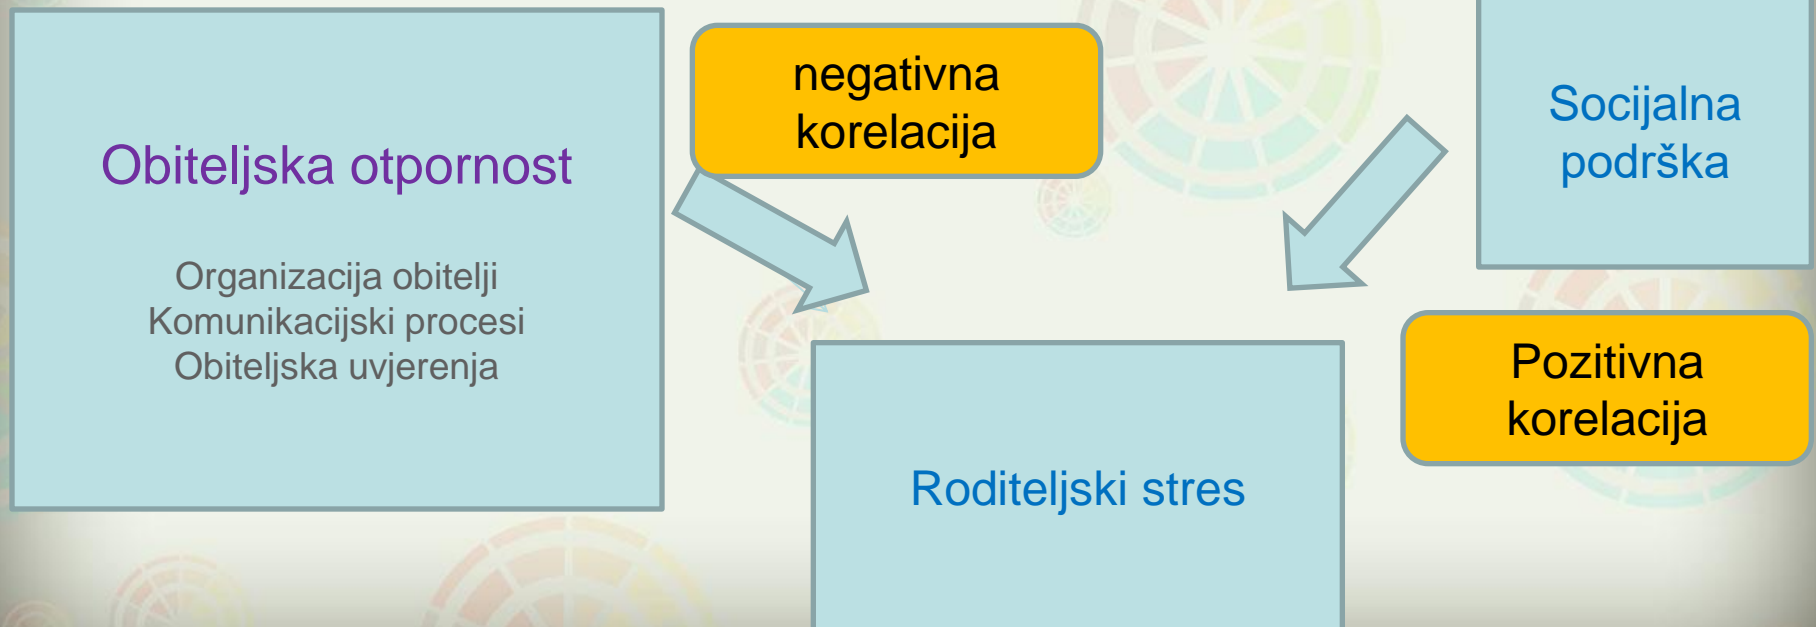 Obiteljska otpornost
Organizacija obitelji
Komunikacijski procesi
Obiteljska uvjerenja
negativna
korelacija
Socijalna
podrška
Pozitivna
korelacija
Roditeljski stres